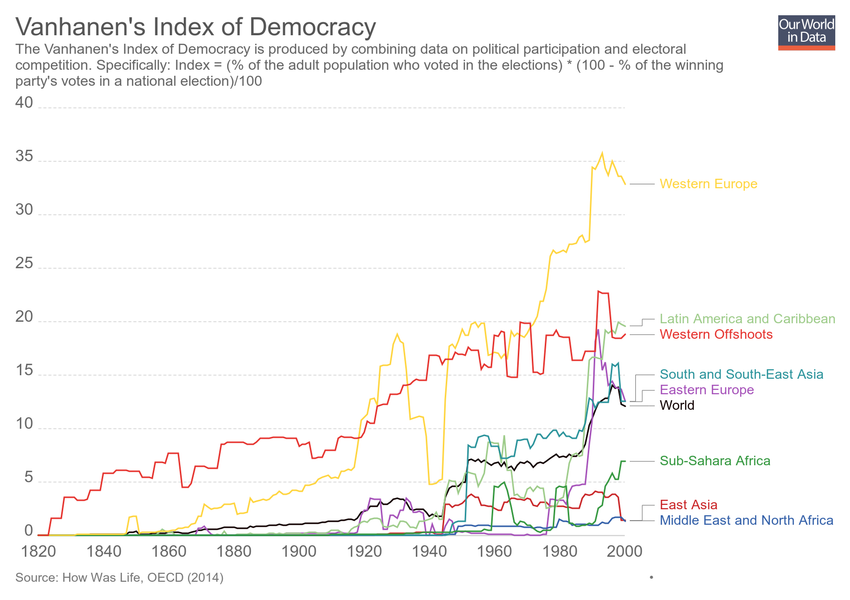 Vanhanen's Index of Democracy
Our World
in Data
The Vanhanen's Index of Democracy is produced by combining data on political participation and electoral
competition. Specifically: Index = (% of the adult population who voted in the elections) * (100 - % of the winning
party's votes in a national election)/100
40
35
30
25
20
15
10
5
0
Western Europe
Latin America and Caribbean
Western Offshoots
South and South-East Asia
Eastern Europe
World
Sub-Sahara Africa
East Asia
Middle East and North Africa
1820 1840 1860 1880 1900 1920 1940 1960 1980 2000
Source: How Was Life, OECD (2014)
•